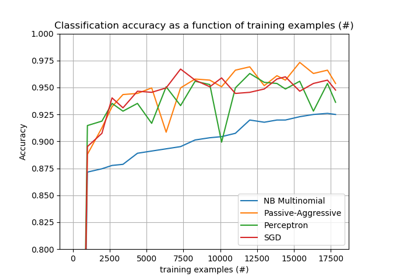 Classification accuracy as a function of training examples (#)
1.000
0.975
0.950
0.925
0.900
0.875
0.850
0.825
0.800
Accuracy
NB Multinomial
Passive-Aggressive
Perceptron
SGD
0 2500 5000 7500 10000 12500 15000 17500
training examples (#)